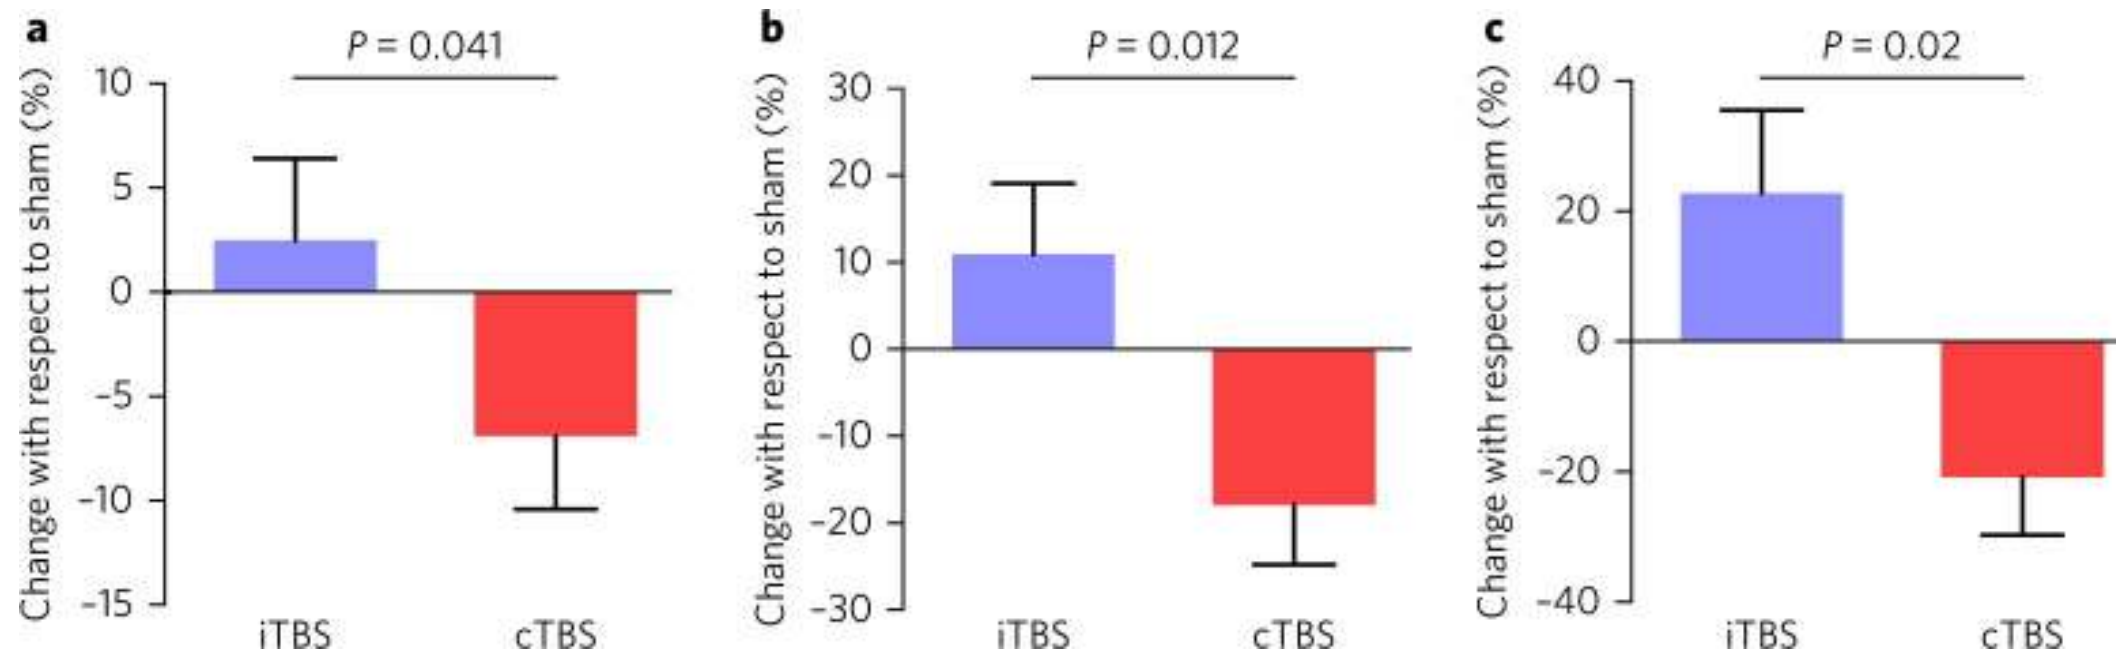 a
P = 0.041
Change with respect to sham (%)
10
5
0
–5
–10
–15
iTBS
cTBS
b
P = 0.012
Change with respect to sham (%)
30
20
10
0
–10
–20
–30
iTBS
cTBS
c
P = 0.02
Change with respect to sham (%)
40
20
0
–20
–40
iTBS
cTBS